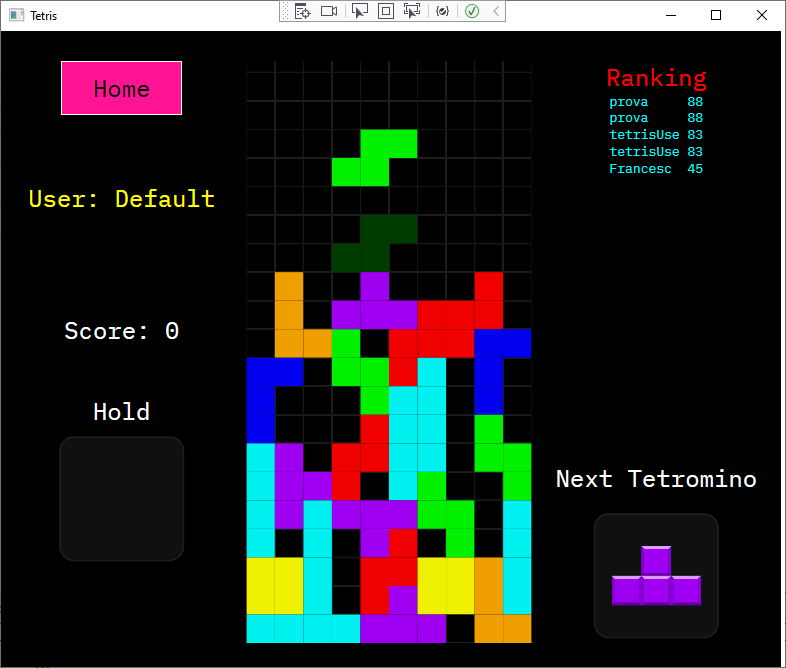 Tetris
Home
User: Default
Score: 0
Hold
Ranking
prova 88
prova 88
tetrisUse 83
tetrisUse 83
Francesc 45
Next Tetromino